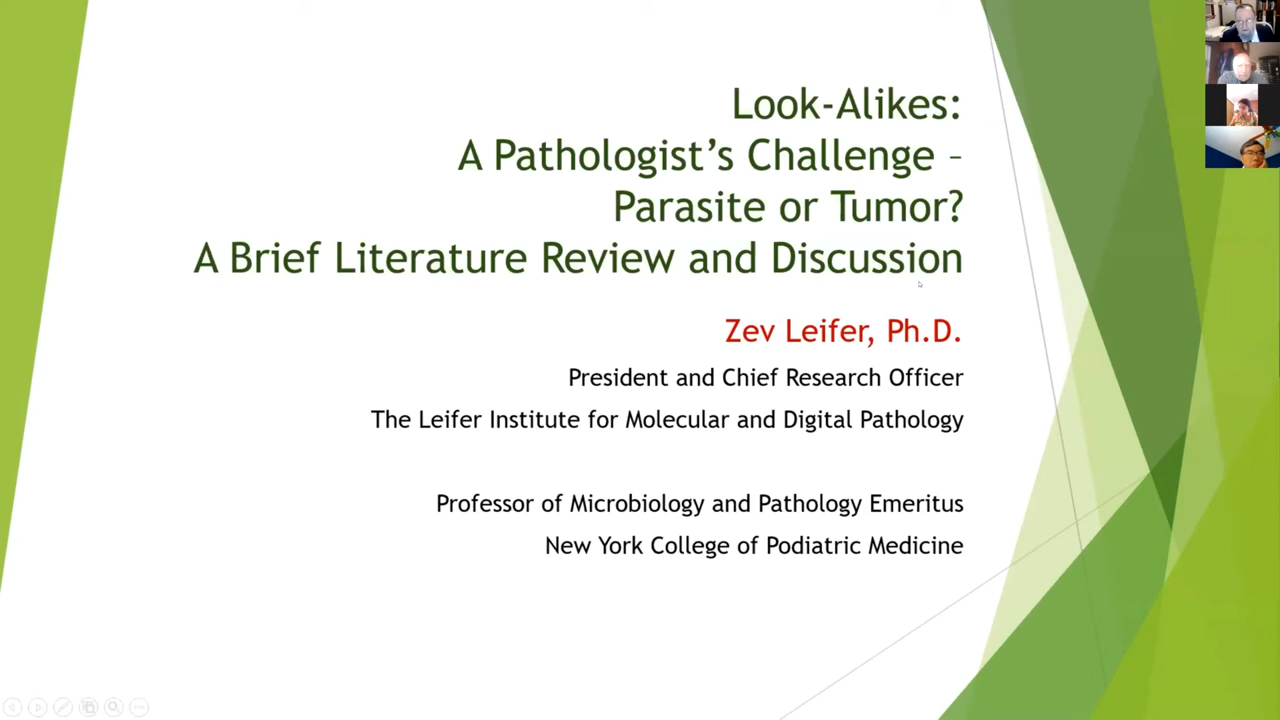 Look-Alikes:
A Pathologist’s Challenge –
Parasite or Tumor?
A Brief Literature Review and Discussion
Zev Leifer, Ph.D.
President and Chief Research Officer
The Leifer Institute for Molecular and Digital Pathology
Professor of Microbiology and Pathology Emeritus
New York College of Podiatric Medicine